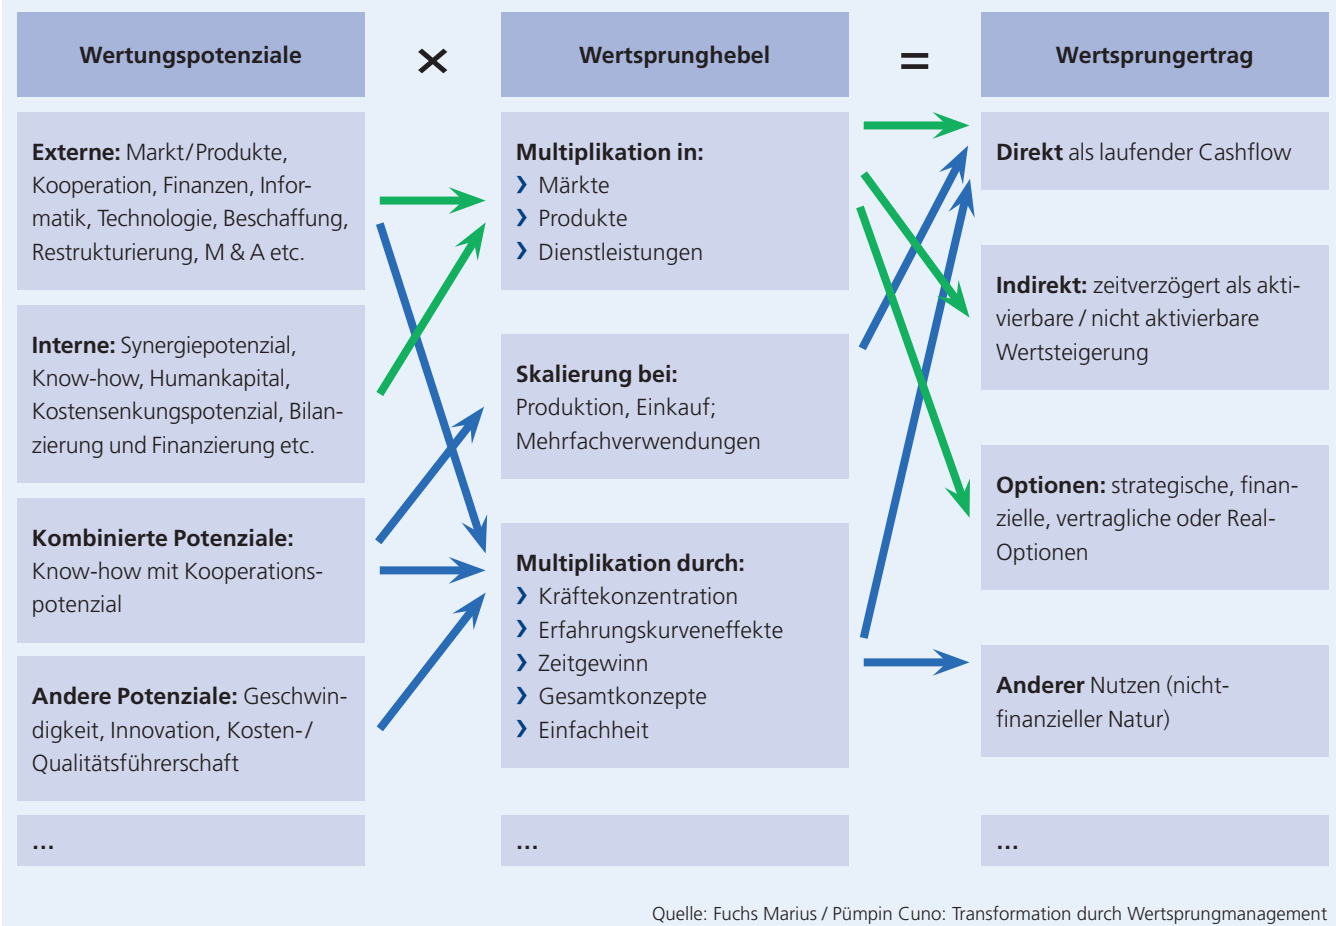 Wertungspotenziale
×
Wertsprunghebel
=
Wertsprungertrag
Externe: Markt/Produkte,
Kooperation, Finanzen, Infor-
matik, Technologie, Beschaffung,
Restrukturierung, M & A etc.
Interne: Synergiepotenzial,
Know-how, Humankapital,
Kostensenkungspotenzial, Bilan-
zierung und Finanzierung etc.
Kombinierte Potenziale:
Know-how mit Kooperations-
potenzial
Andere Potenziale: Geschwin-
digkeit, Innovation, Kosten-/
Qualitätsführerschaft
...
Multiplikation in:
❯ Märkte
❯ Produkte
❯ Dienstleistungen
Skalierung bei:
Produktion, Einkauf;
Mehrfachverwendungen
Multiplikation durch:
❯ Kräftekonzentration
❯ Erfahrungskurveneffekte
❯ Zeitgewinn
❯ Gesamtkonzepte
❯ Einfachheit
...
Direkt als laufender Cashflow
Indirekt: zeitverzögert als akti-
vierbare / nicht aktivierbare
Wertsteigerung
Optionen: strategische, finan-
zielle, vertragliche oder Real-
Optionen
Anderer Nutzen (nicht-
finanzieller Natur)
...
Quelle: Fuchs Marius / Pümpin Cuno: Transformation durch Wertsprungmanagement